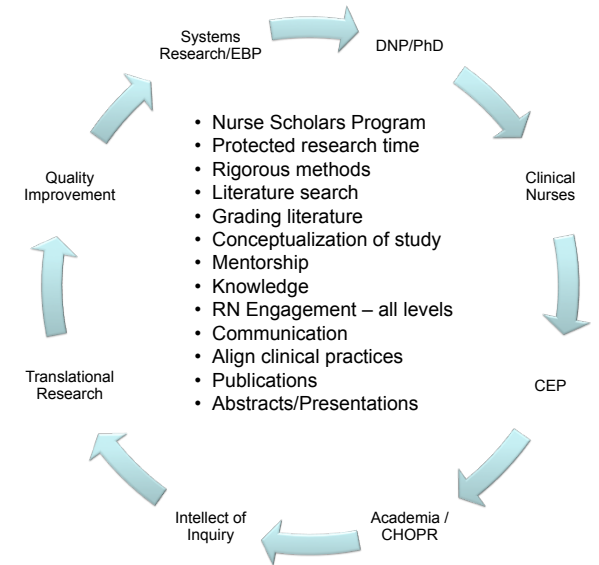 Systems
Research/EBP
DNP/PhD
Clinical
Nurses
CEP
Academia /
CHOPR
Intellect of
Inquiry
Translational
Research
Quality
Improvement
• Nurse Scholars Program
• Protected research time
• Rigorous methods
• Literature search
• Grading literature
• Conceptualization of study
• Mentorship
• Knowledge
• RN Engagement – all levels
• Communication
• Align clinical practices
• Publications
• Abstracts/Presentations